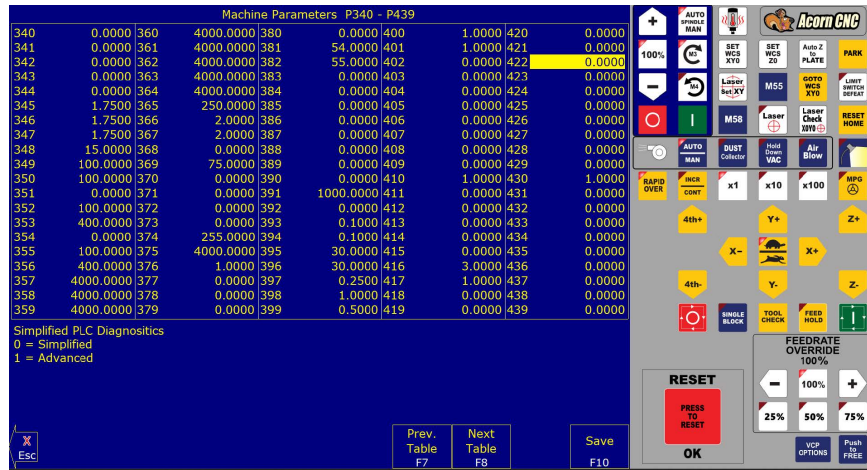 Machine Parameters P340 - P439
340 0.0000 360 4000.0000 380 0.0000 400 1.0000 420 0.0000
341 0.0000 361 4000.0000 381 54.0000 401 1.0000 421 0.0000
342 0.0000 362 4000.0000 382 55.0000 402 0.0000 422 0.0000
343 0.0000 363 4000.0000 383 0.0000 403 0.0000 423 0.0000
344 0.0000 364 4000.0000 384 0.0000 404 0.0000 424 0.0000
345 1.7500 365 250.0000 385 0.0000 405 0.0000 425 0.0000
346 1.7500 366 2.0000 386 0.0000 406 0.0000 426 0.0000
347 1.7500 367 2.0000 387 0.0000 407 0.0000 427 0.0000
348 15.0000 368 0.0000 388 0.0000 408 0.0000 428 0.0000
349 100.0000 369 75.0000 389 0.0000 409 0.0000 429 0.0000
350 100.0000 370 0.0000 390 0.0000 410 1.0000 430 1.0000
351 0.0000 371 0.0000 391 1000.0000 411 0.0000 431 0.0000
352 100.0000 372 0.0000 392 0.0000 412 0.0000 432 0.0000
353 400.0000 373 0.0000 393 0.1000 413 0.0000 433 0.0000
354 0.0000 374 255.0000 394 0.1000 414 0.0000 434 0.0000
355 100.0000 375 4000.0000 395 30.0000 415 0.0000 435 0.0000
356 400.0000 376 1.0000 396 30.0000 416 3.0000 436 0.0000
357 4000.0000 377 0.0000 397 0.2500 417 1.0000 437 0.0000
358 4000.0000 378 0.0000 398 1.0000 418 0.0000 438 0.0000
359 4000.0000 379 0.0000 399 0.5000 419 0.0000 439 0.0000
Simplified PLC Diagnositics
0 = Simplified
1 = Advanced
X
Esc
Prev.
Table
F7
Next
Table
F8
Save
F10
+
AUTO
SPINDLE
MAN
Acorn CNC
100%
M3
SET
WCS
XY0
SET
WCS
Z0
Auto Z
to
PLATE
PARK
−
M4
Laser
Set XY
M55
GOTO
WCS
XY0
LIMIT
SWITCH
DEFEAT
M58
Laser
Laser
Check
X0Y0
RESET
HOME
AUTO
MAN
DUST
Collector
Hold
Down
VAC
Air
Blow
RAPID
OVER
INCR
CONT
x1
x10
x100
MPG
4th+
Y+
Z+
X-
X+
4th-
Y-
Z-
SINGLE
BLOCK
TOOL
CHECK
FEED
HOLD
FEEDRATE
OVERRIDE
100%
−
100%
+
25%
50%
75%
RESET
PRESS
TO
RESET
OK
VCP
OPTIONS
Push
to
FREE